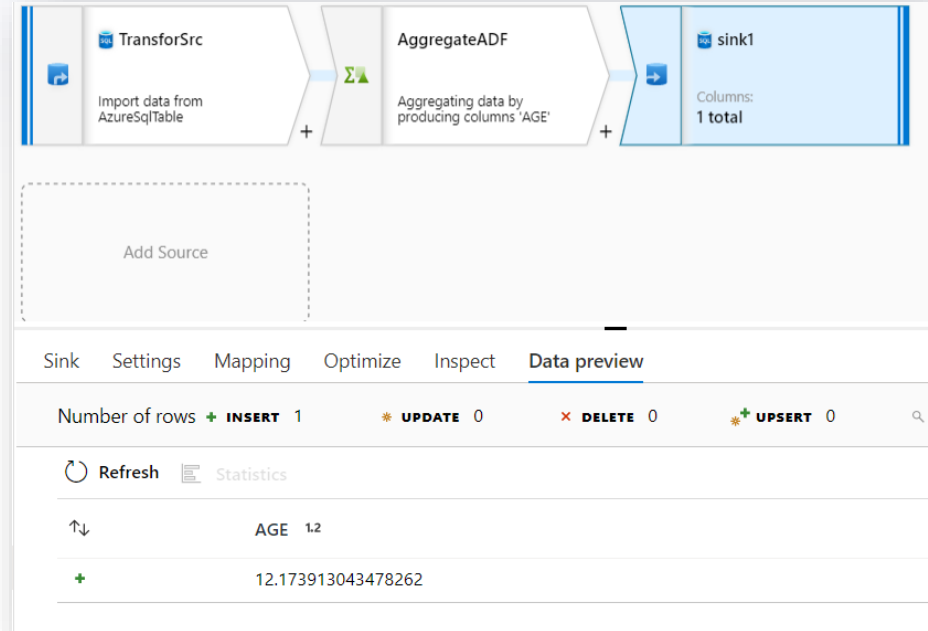 TransforSrc
Import data from
AzureSqlTable
+
AggregateADF
Aggregating data by
producing columns 'AGE'
+
sink1
Columns:
1 total
Add Source
Sink Settings Mapping Optimize Inspect Data preview
Number of rows + INSERT 1 * UPDATE 0 × DELETE 0 *+ UPSERT 0
Refresh Statistics
AGE 1.2
+ 12.173913043478262